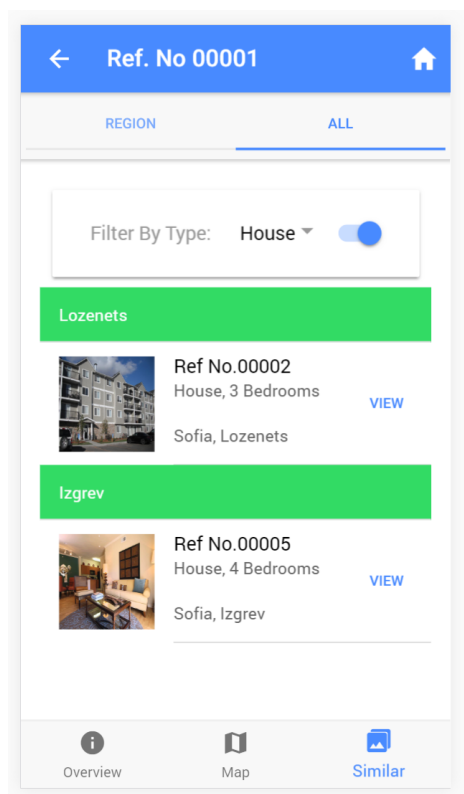 Ref. No 00001
REGION ALL
Filter By Type: House
Lozenets
Ref No.00002
House, 3 Bedrooms
VIEW
Sofia, Lozenets
Izgrev
Ref No.00005
House, 4 Bedrooms
VIEW
Sofia, Izgrev
Overview Map Similar